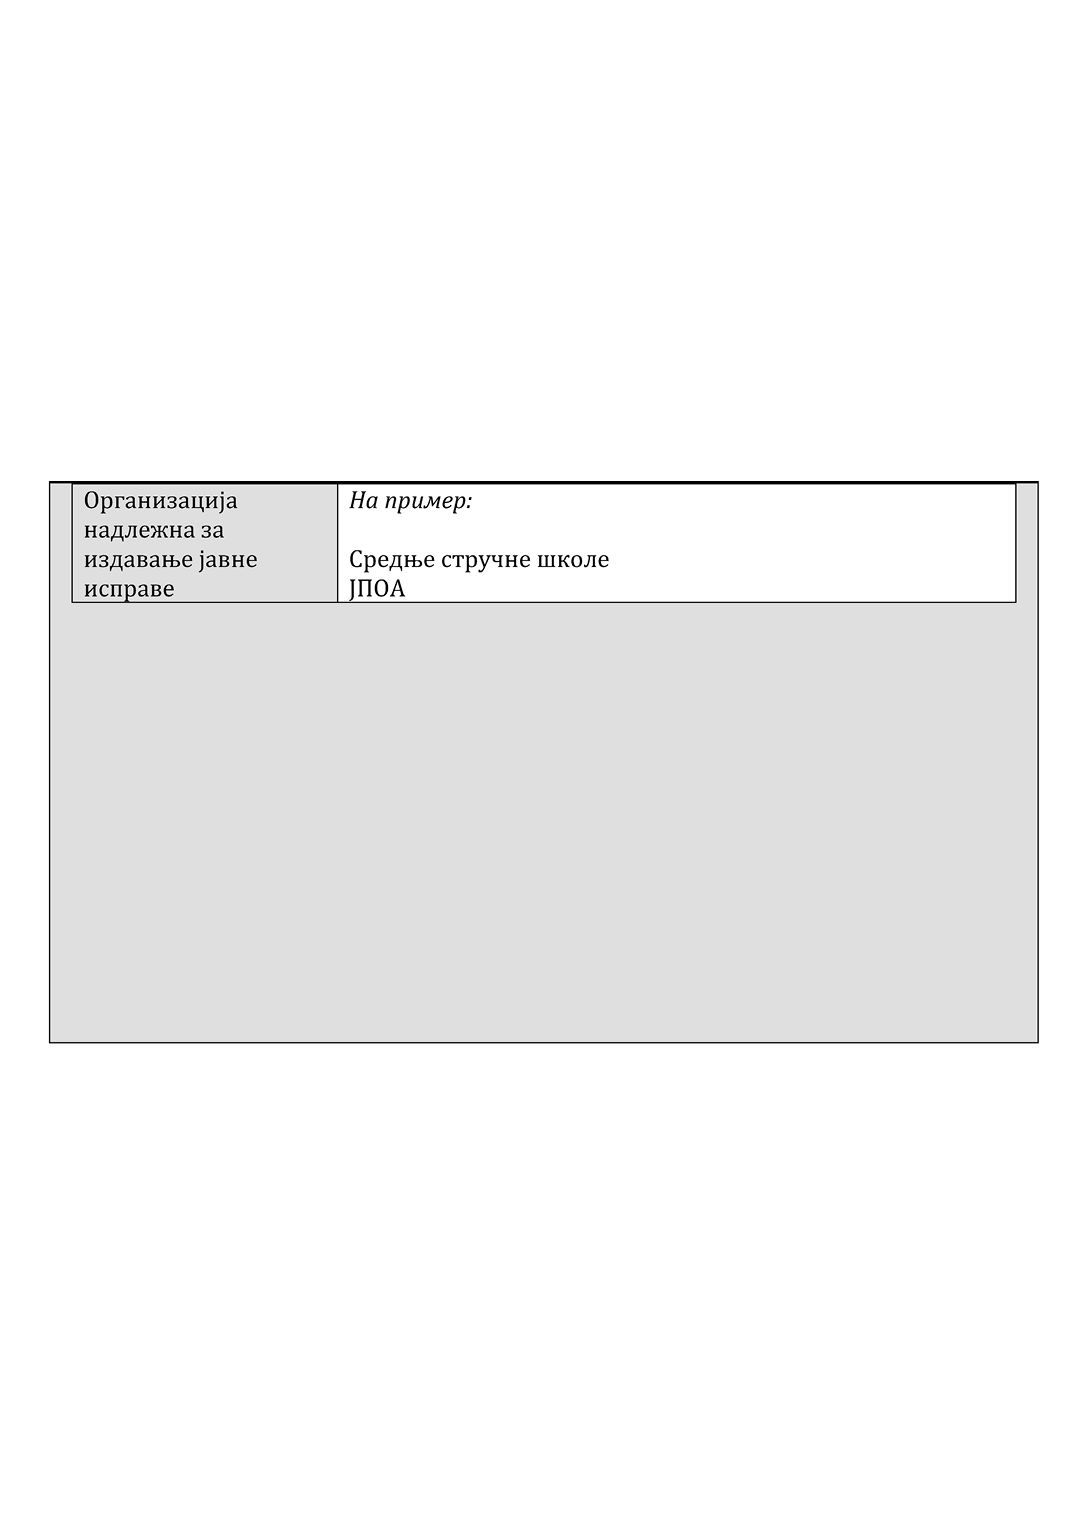 Организација
надлежна за
издавање јавне
исправе
На пример:
Средње стручне школе
ЈПОА